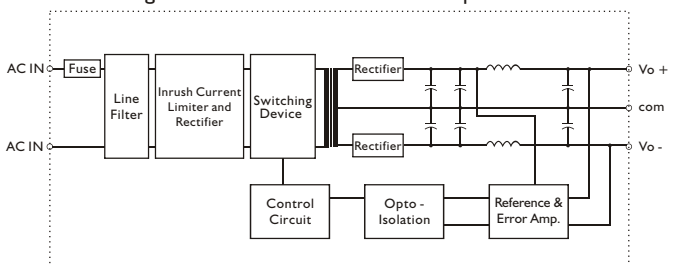 AC IN
Fuse
Line
Filter
Inrush Current
Limiter and
Rectifier
Switching
Device
Rectifier
Vo +
com
AC IN
Rectifier
Vo -
Control
Circuit
Opto -
Isolation
Reference &
Error Amp.